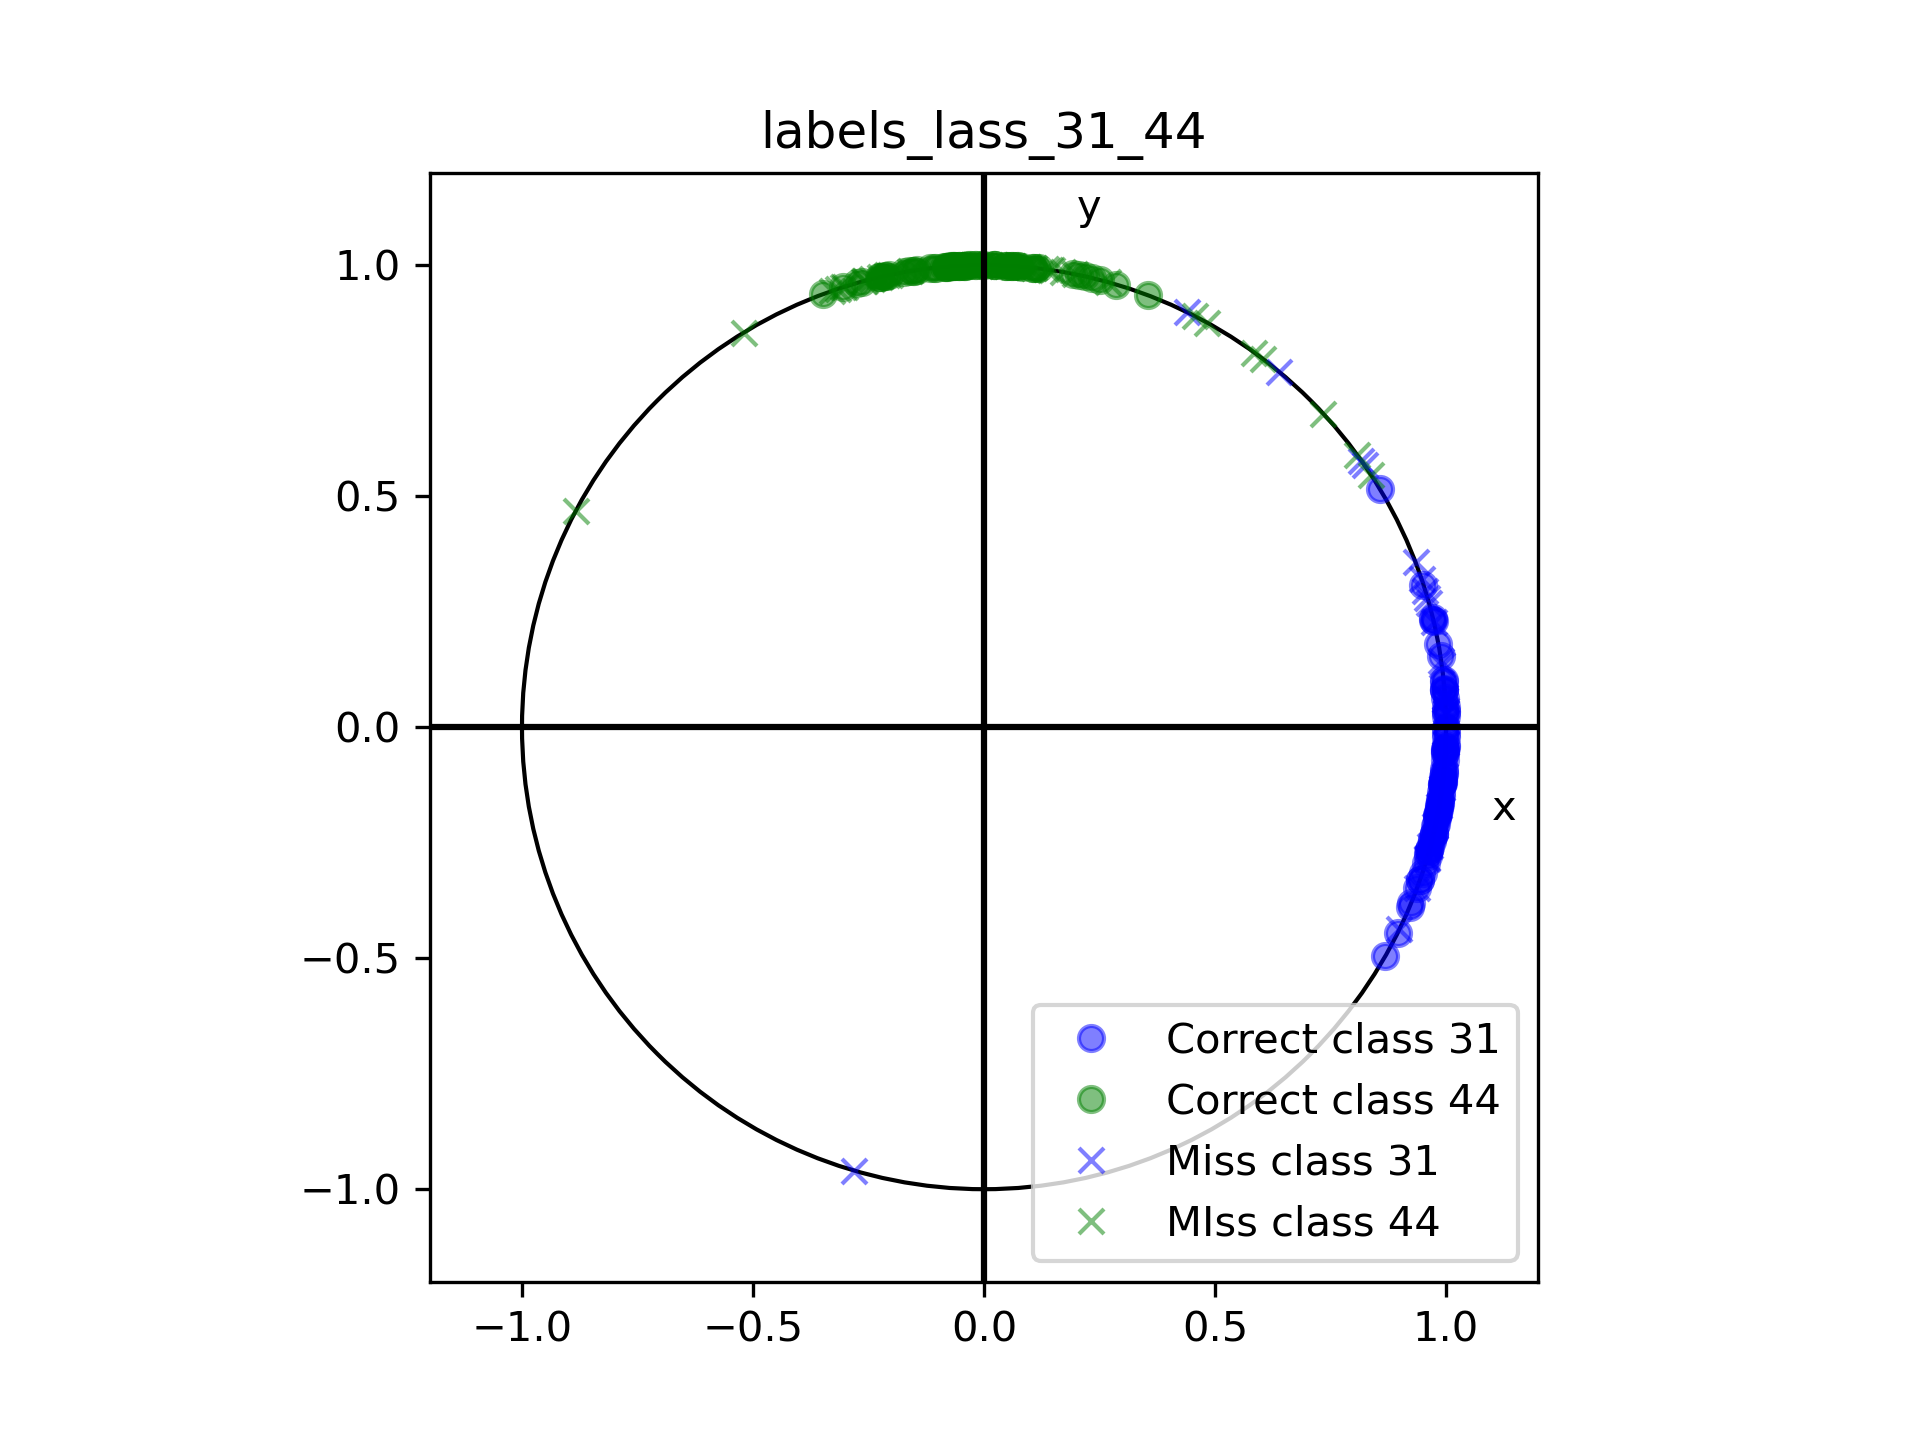 labels_lass_31_44
y
1.0
0.5
0.0
x
−0.5
−1.0
Correct class 31
Correct class 44
Miss class 31
MIss class 44
−1.0 −0.5 0.0 0.5 1.0